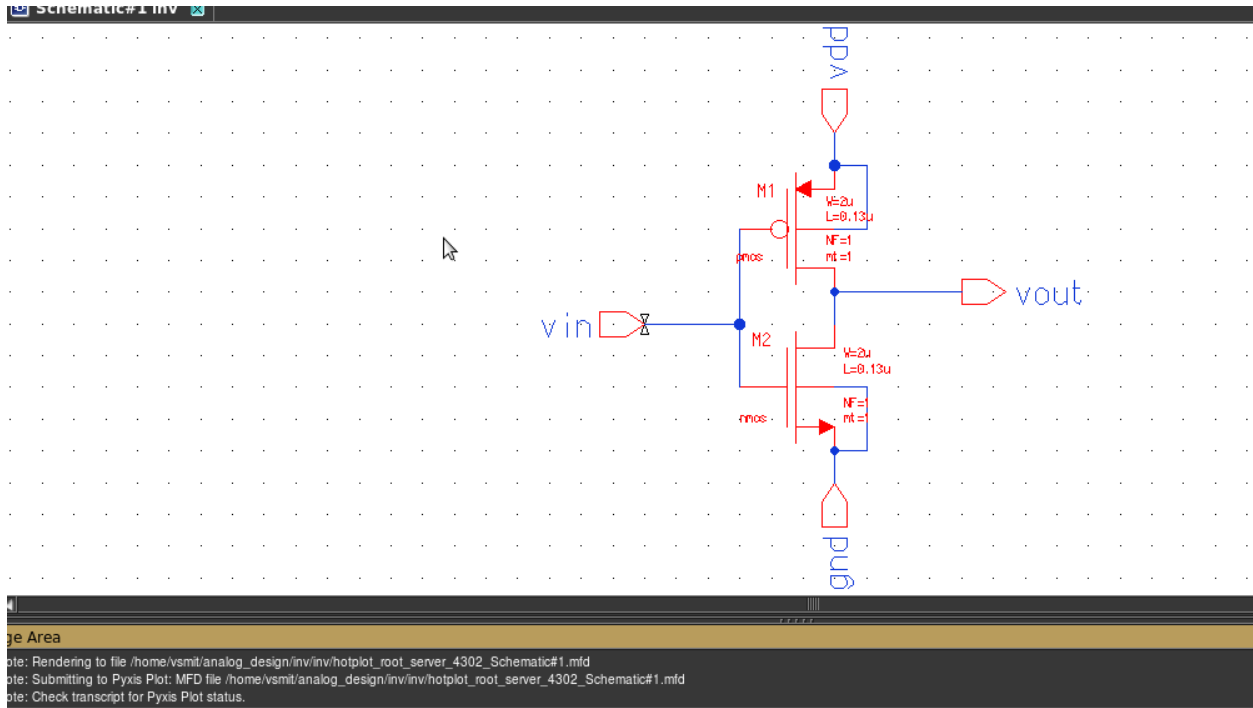 Schematic#1 inv
vdd
M1
W=2u
L=0.13u
NF=1
mt=1
pmos
vout
vin
M2
W=2u
L=0.13u
NF=1
mt=1
nmos
gnd
ge Area
ote: Rendering to file /home/vsmit/analog_design/inv/inv/hotplot_root_server_4302_Schematic#1.mfd
ote: Submitting to Pyxis Plot: MFD file /home/vsmit/analog_design/inv/inv/hotplot_root_server_4302_Schematic#1.mfd
ote: Check transcript for Pyxis Plot status.